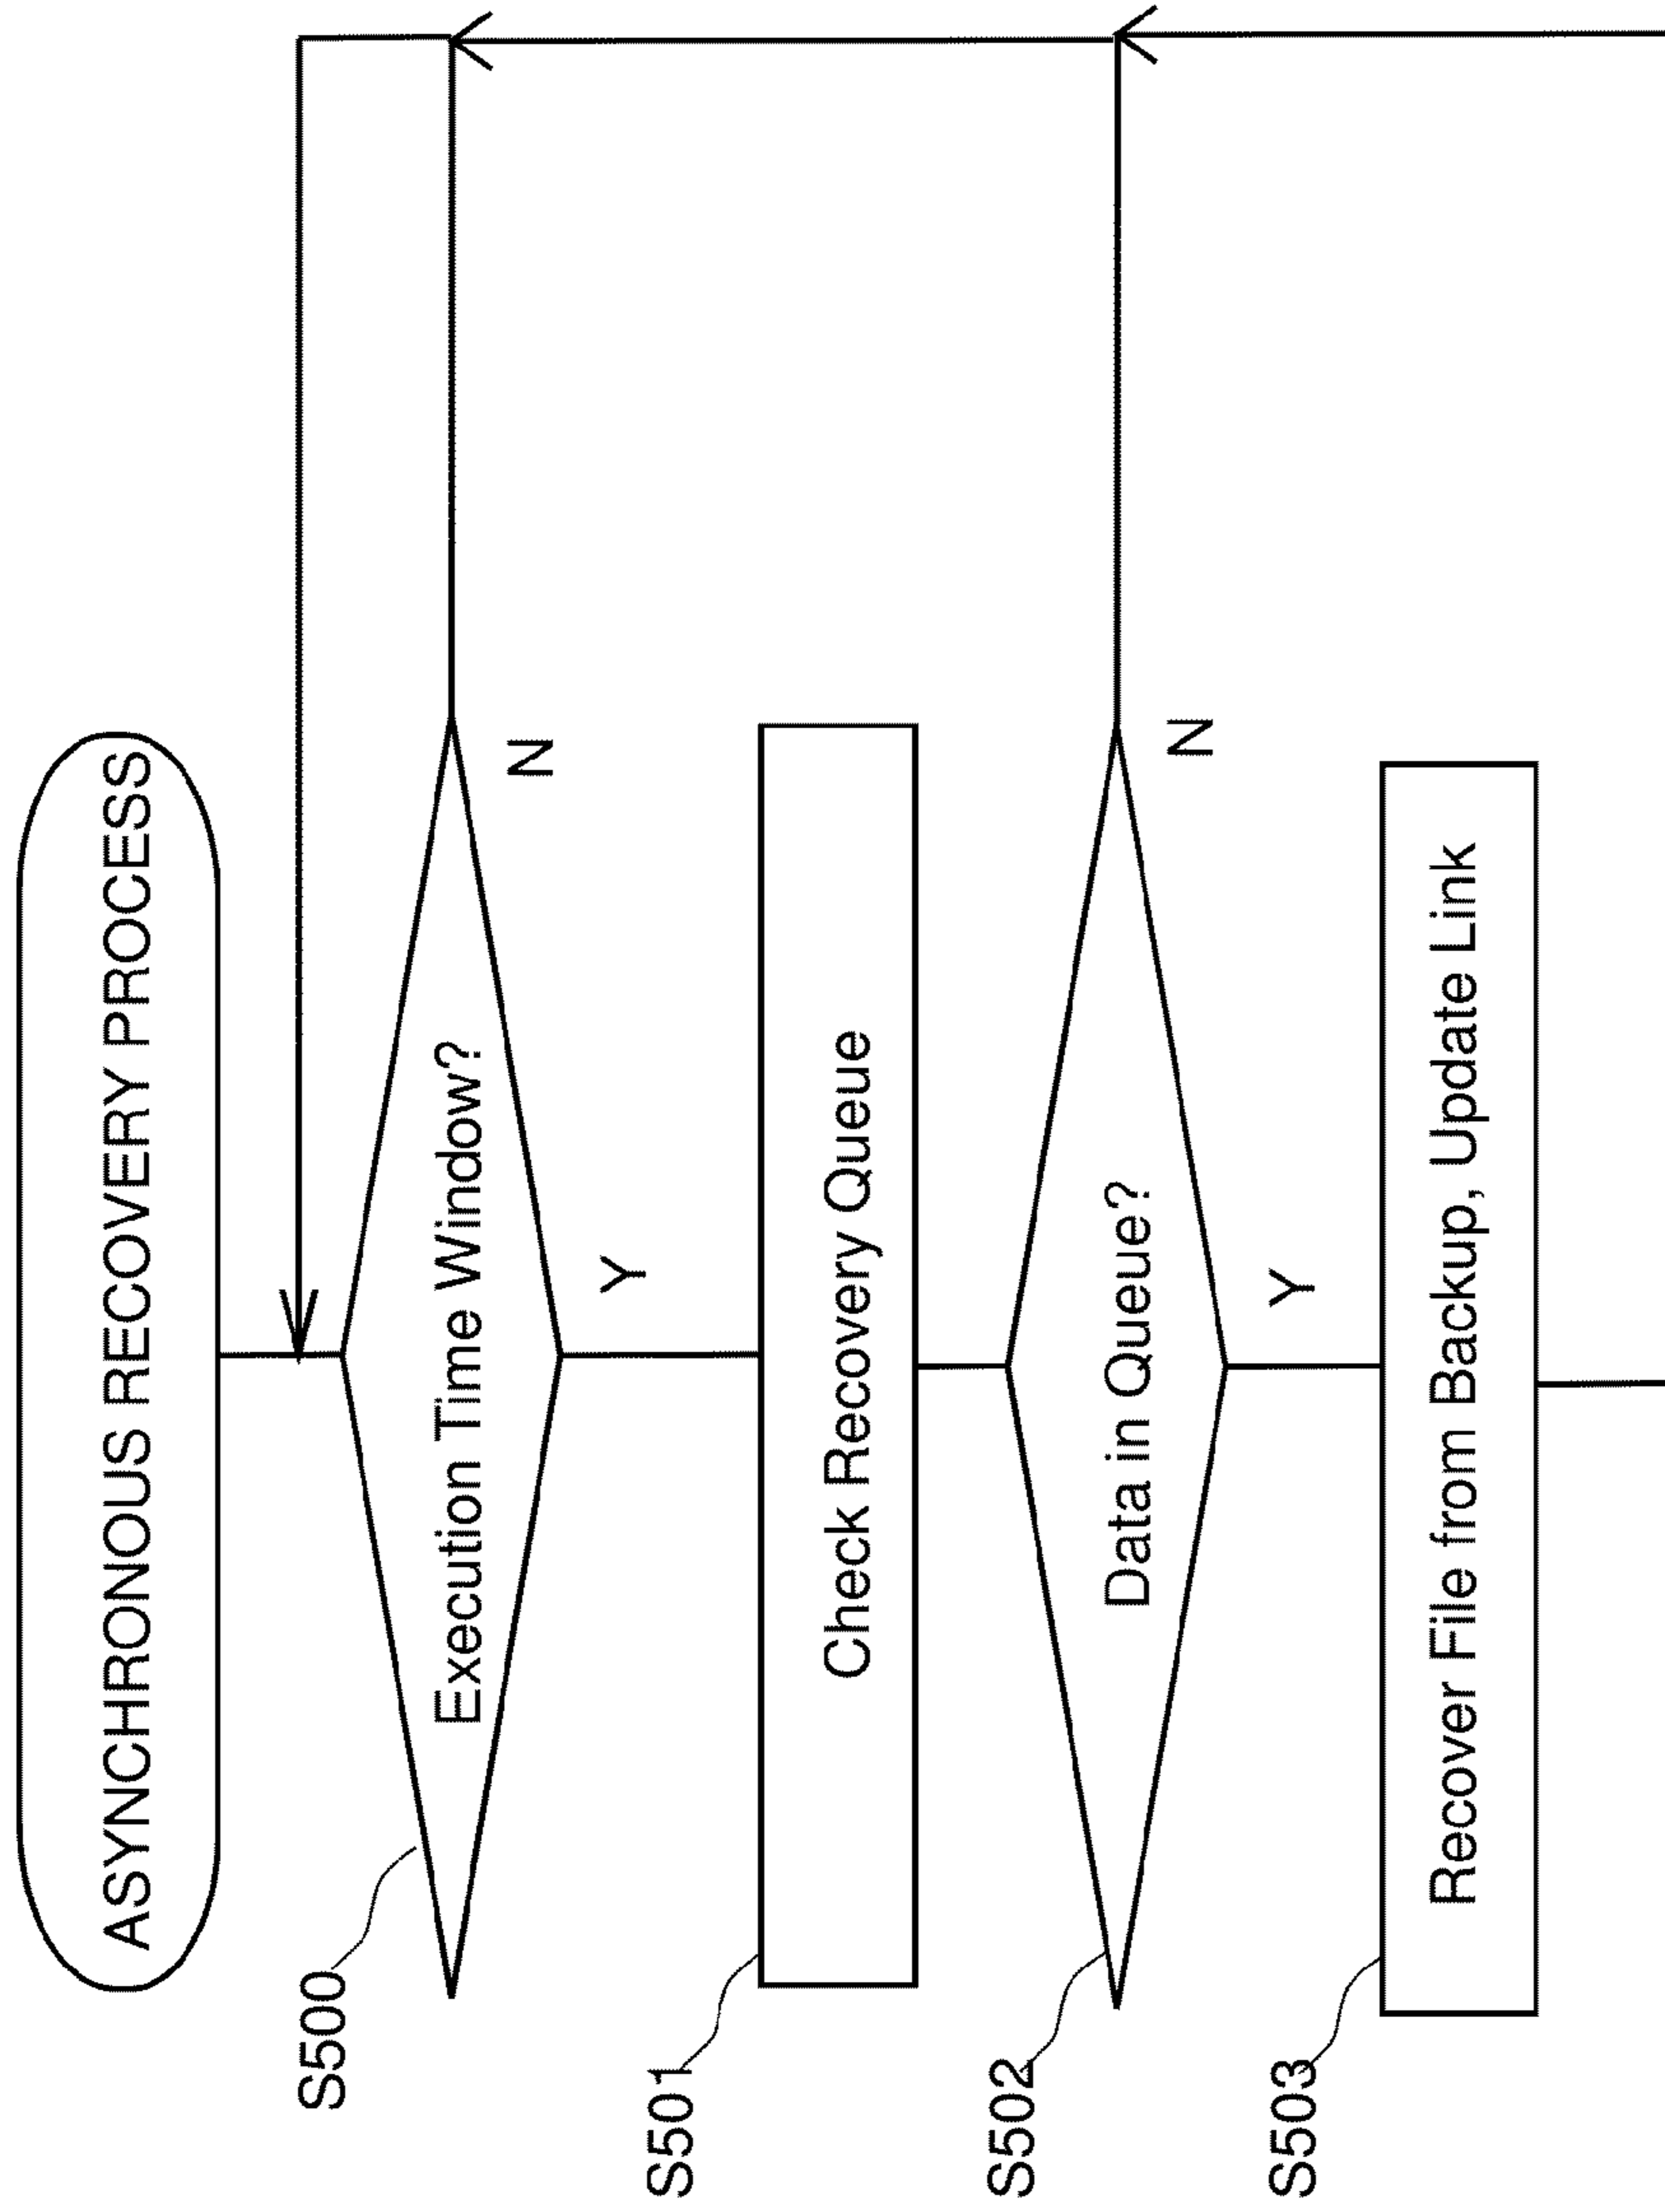 ASYNCHRONOUS RECOVERY PROCESS
S500
Execution Time Window?
N
Y
S501
Check Recovery Queue
S502
Data in Queue?
N
Y
S503
Recover File from Backup, Update Link